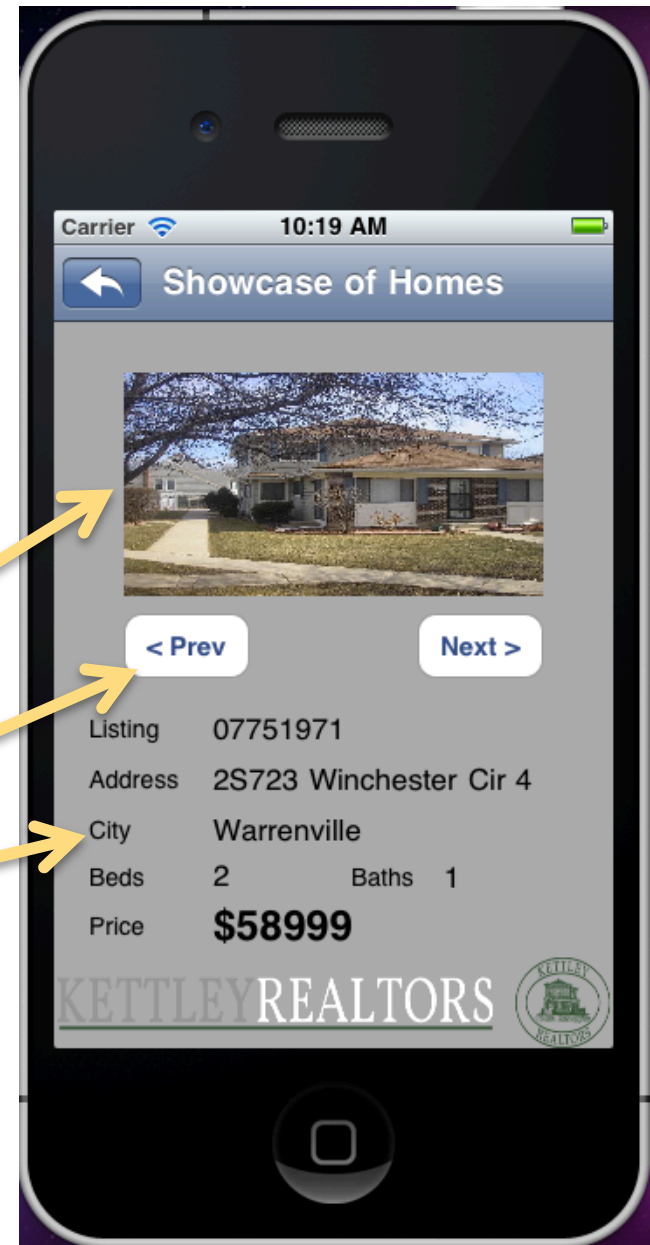 Carrier 10:19 AM
Showcase of Homes
< Prev Next >
Listing 07751971
Address 2S723 Winchester Cir 4
City Warrenville
Beds 2 Baths 1
Price $58999
KETTLEYREALTORS
KETTLEY
REALTORS